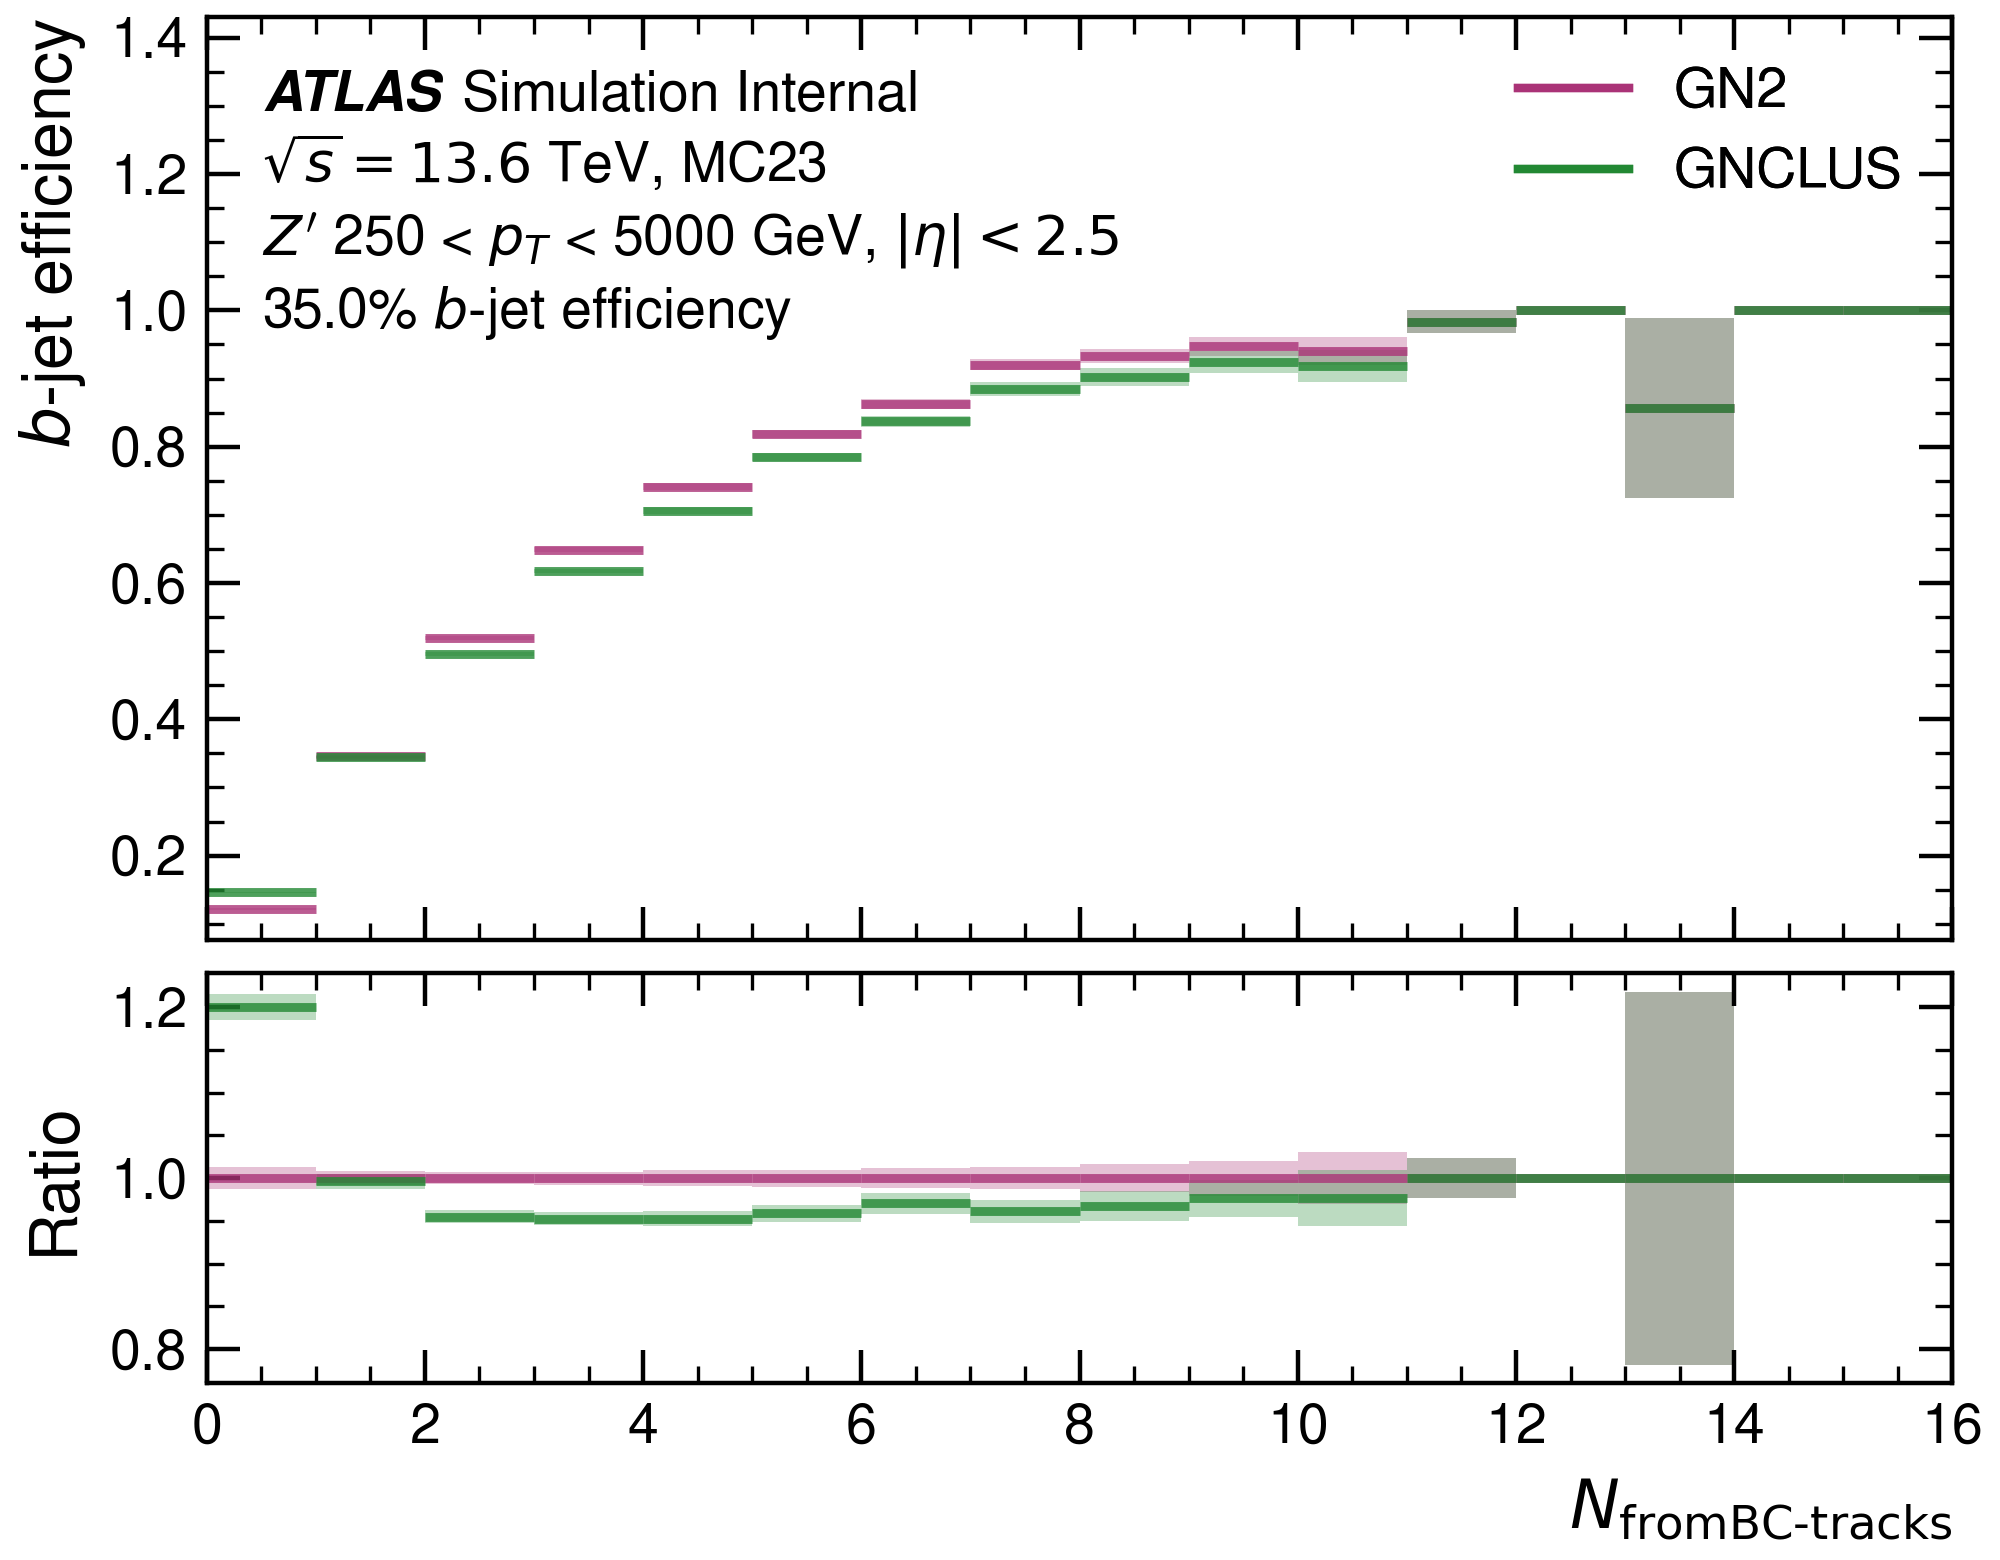 b-jet efficiency
1.4
1.2
1.0
0.8
0.6
0.4
0.2
ATLAS Simulation Internal
√s = 13.6 TeV, MC23
Z′ 250 < p_T < 5000 GeV, |η| < 2.5
35.0% b-jet efficiency
GN2
GNCLUS
Ratio
1.2
1.0
0.8
0 2 4 6 8 10 12 14 16
N_fromBC-tracks